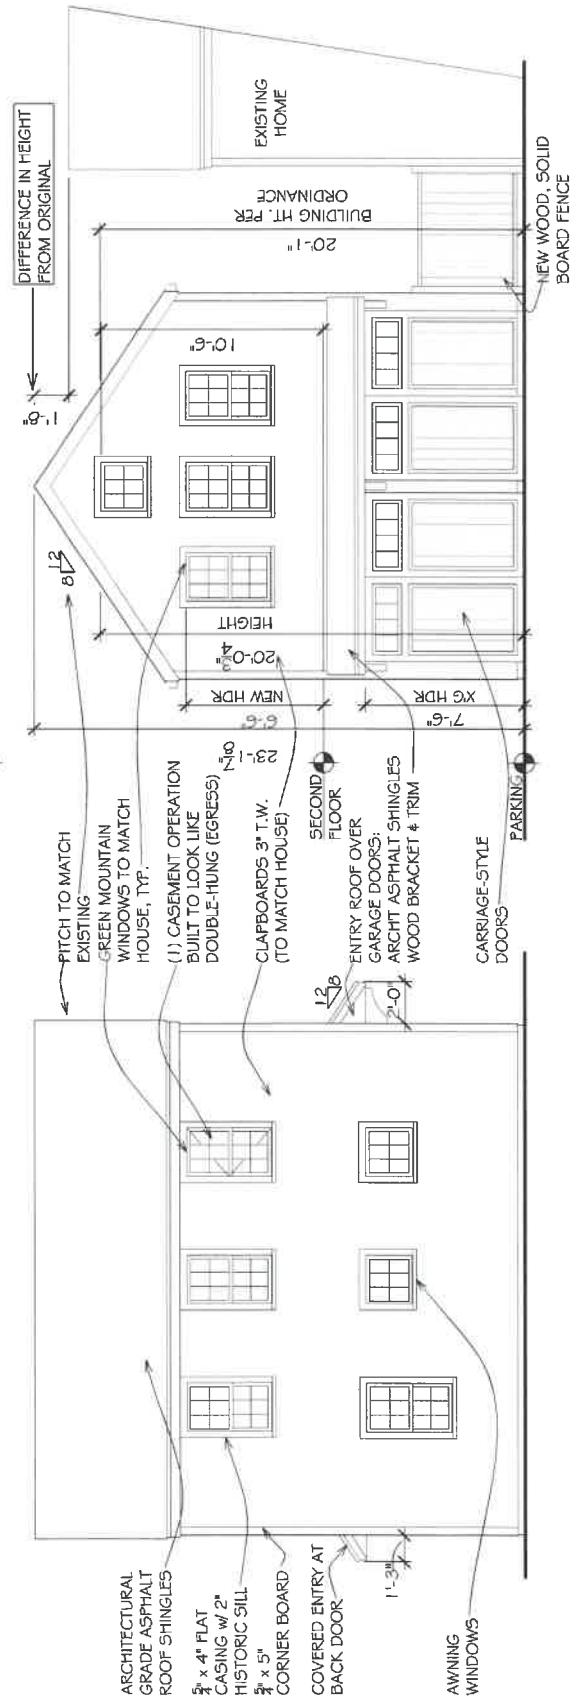 ARCHITECTURAL
GRADE ASPHALT
ROOF SHINGLES
5/4" x 4" FLAT
CASING W/ 2"
HISTORIC SILL
5/4" x 5"
CORNER BOARD
COVERED ENTRY AT
BACK DOOR
1'-3"
AWNING
WINDOWS
PITCH TO MATCH
EXISTING
GREEN MOUNTAIN
WINDOWS TO MATCH
HOUSE, TYP.
(1) CASEMENT OPERATION
BUILT TO LOOK LIKE
DOUBLE-HUNG (EGRESS)
CLAPBOARDS 3" T.W.
(TO MATCH HOUSE)
12
8
2'-0"
SECOND
FLOOR
ENTRY ROOF OVER
GARAGE DOORS:
ARCHT ASPHALT SHINGLES
WOOD BRACKET & TRIM
CARRIAGE-STYLE
DOORS
PARKING
23'-1 7/8"
6'-6"
NEW HDR
7'-6"
X'G HDR
20'-0 3/4"
HEIGHT
12
8
10'-6"
1'-8"
DIFFERENCE IN HEIGHT
FROM ORIGINAL
20'-1"
BUILDING HT. PER
ORDINANCE
EXISTING
HOME
NEW WOOD, SOLID
BOARD FENCE